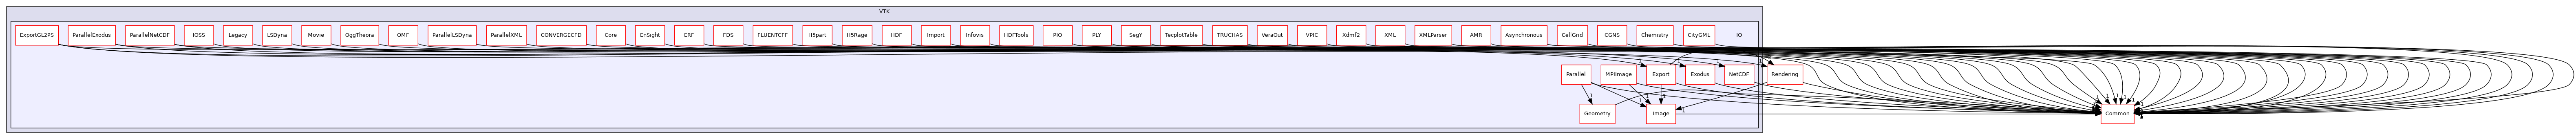 VTK
ExportGL2PS ParallelExodus ParallelNetCDF IOSS Legacy LSDyna Movie OggTheora OMF ParallelLSDyna ParallelXML CONVERGECFD Core EnSight ERF FDS FLUENTCFF H5part H5Rage HDF Import Infovis HDFTools PIO PLY SegY TecplotTable TRUCHAS VeraOut VPIC Xdmf2 XML XMLParser AMR Asynchronous CellGrid CGNS Chemistry CityGML IO
Parallel MPIImage Export Exodus NetCDF Rendering
Geometry Image Common